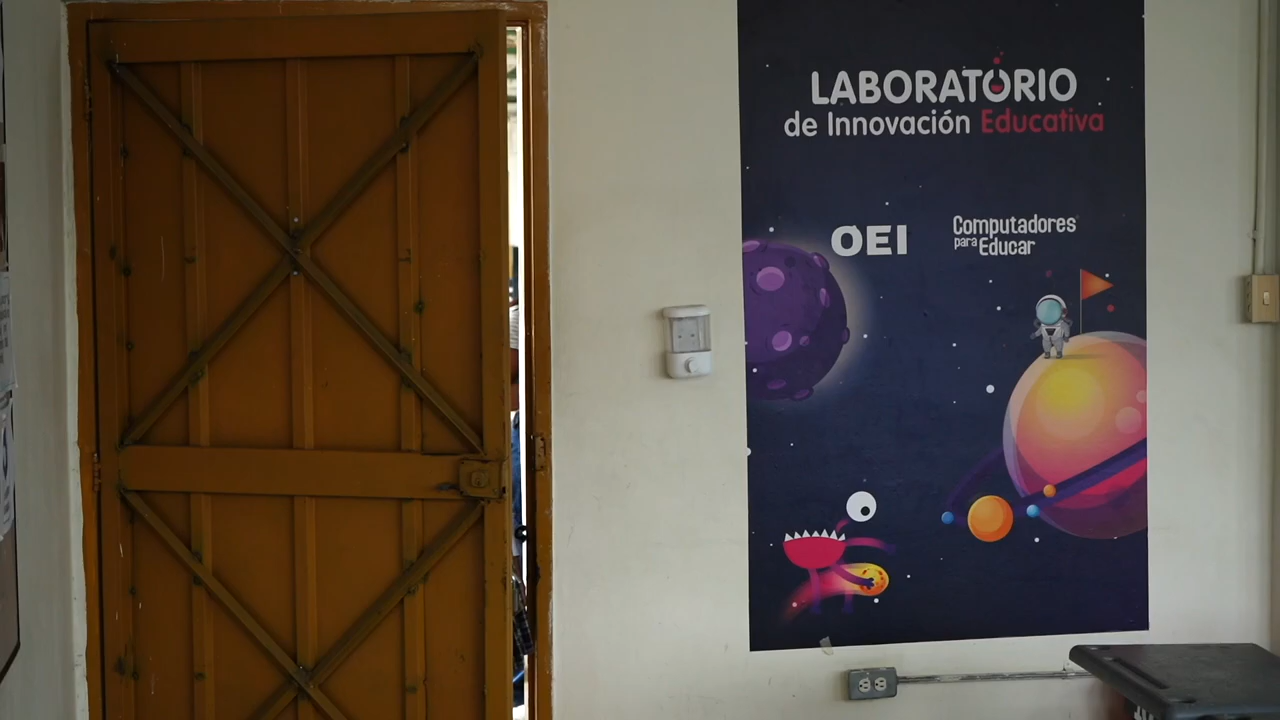 LABORATORIO
de Innovación Educativa
OEI
Computadores
para Educar